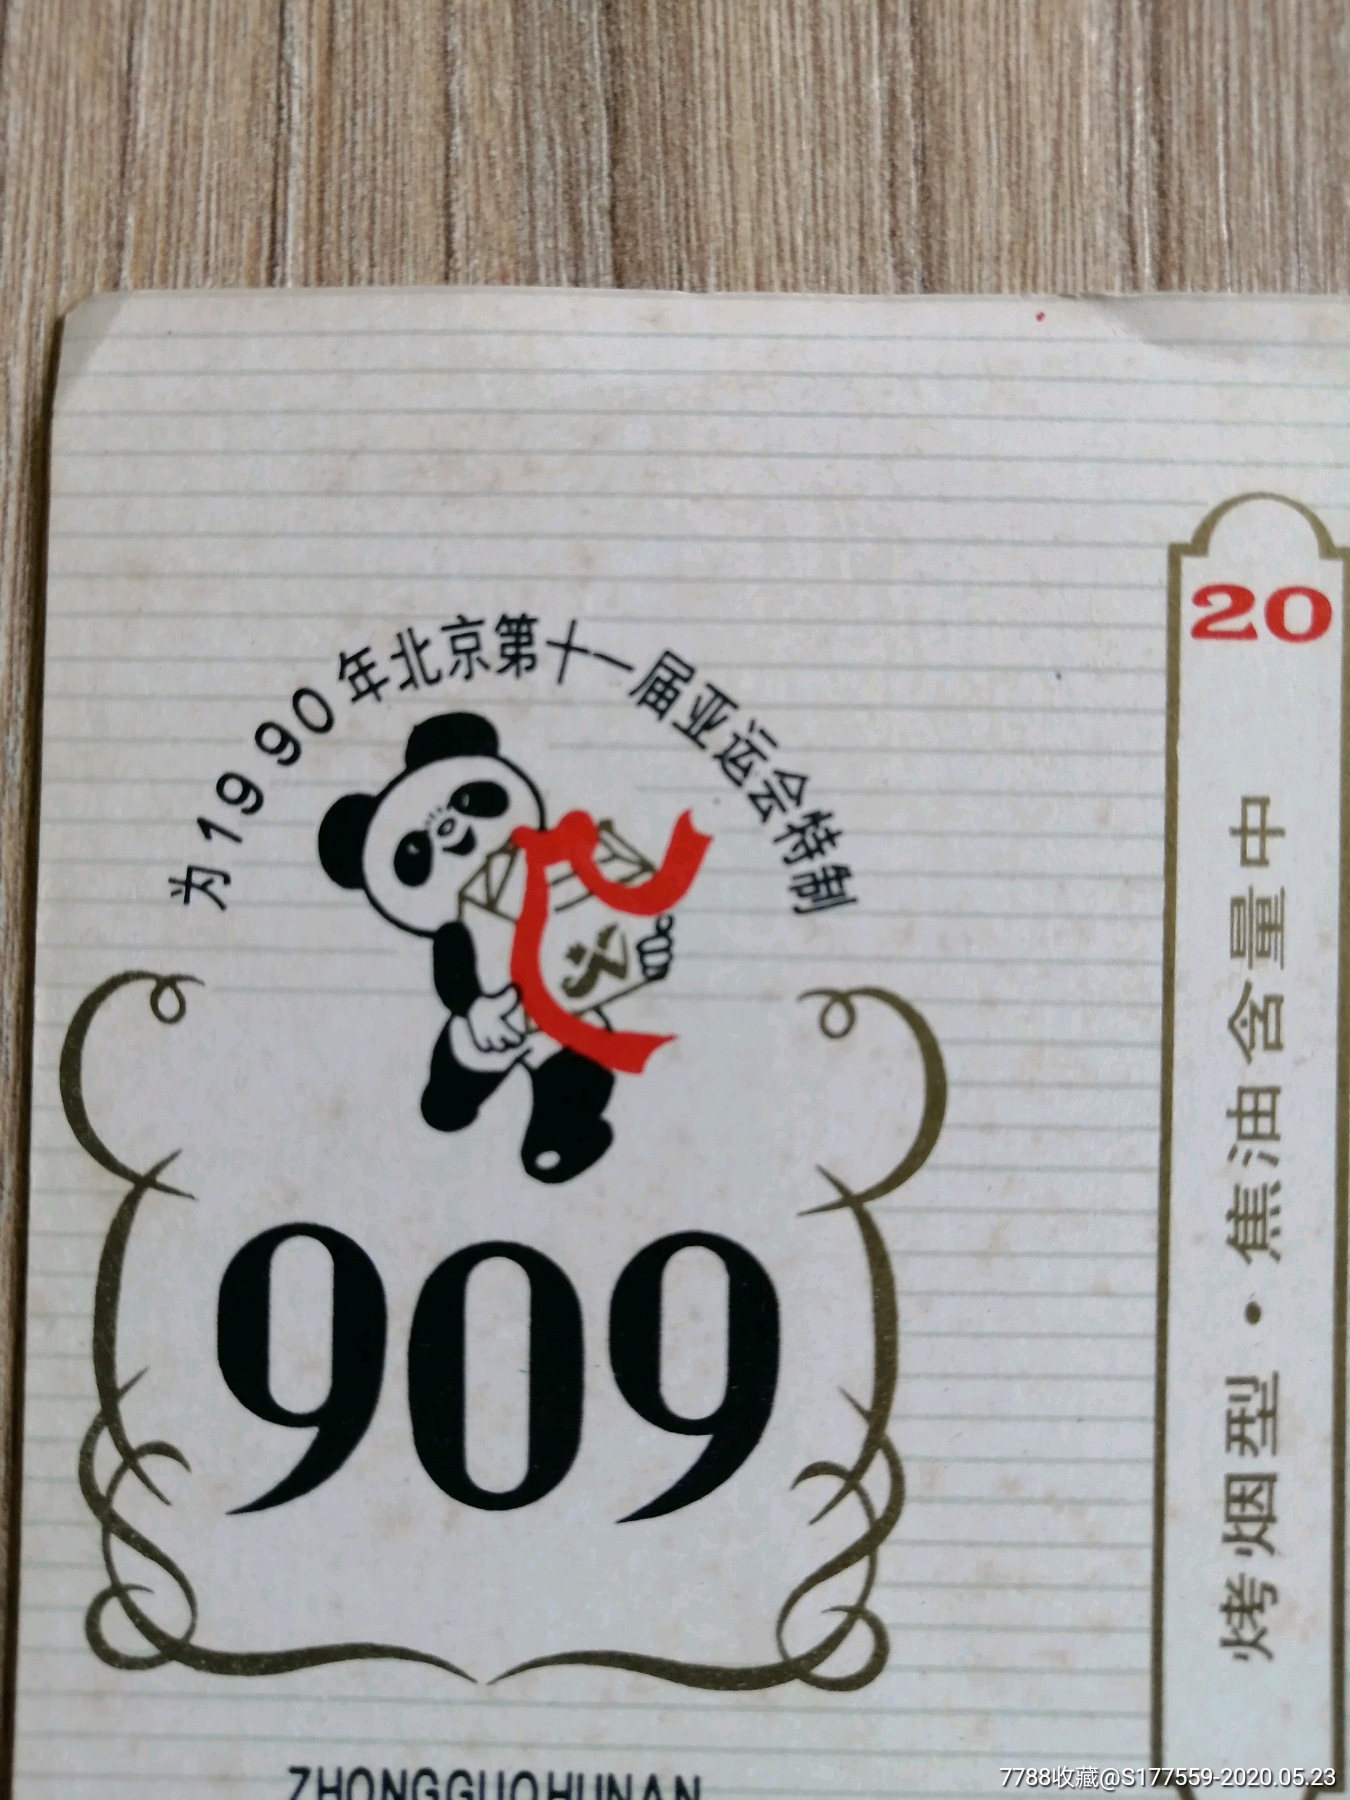 为1990年北京第十一届亚运会特制
909
ZHONGGUOHUNAN
20
烤烟型·焦油含量中
7788收藏@S177559-2020.05.23